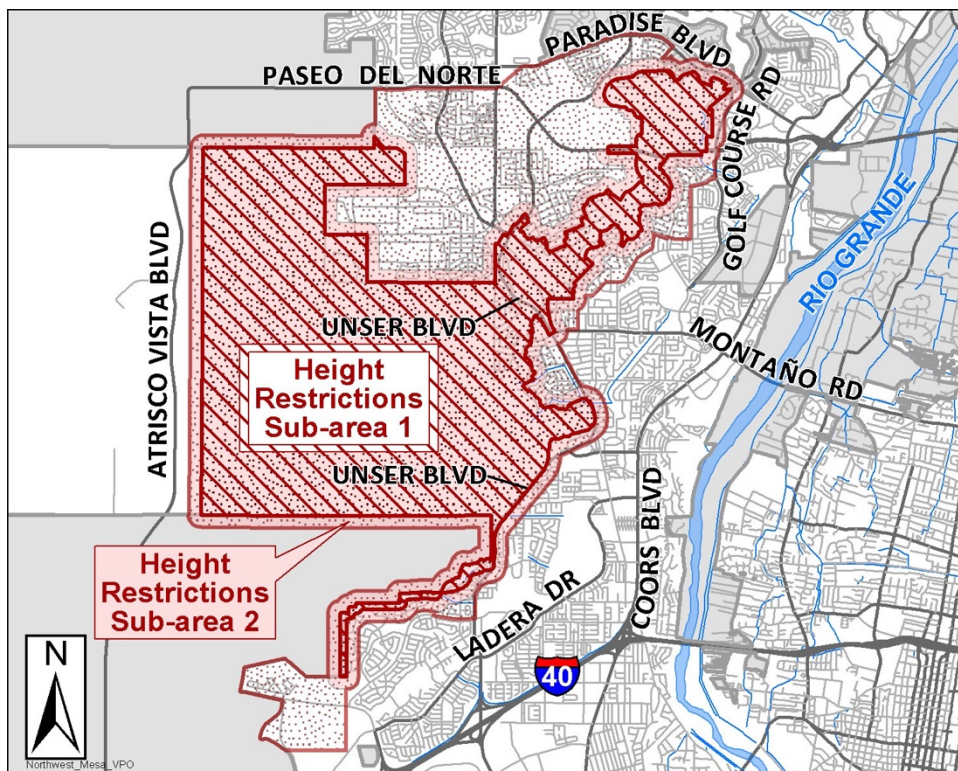 PARADISE BLVD
PASEO DEL NORTE
GOLF COURSE RD
RIO GRANDE
ATRISCO VISTA BLVD
UNSER BLVD
MONTAÑO RD
Height
Restrictions
Sub-area 1
UNSER BLVD
COORS BLVD
Height
Restrictions
Sub-area 2
LADERA DR
40
N
Northwest_Mesa_VPO